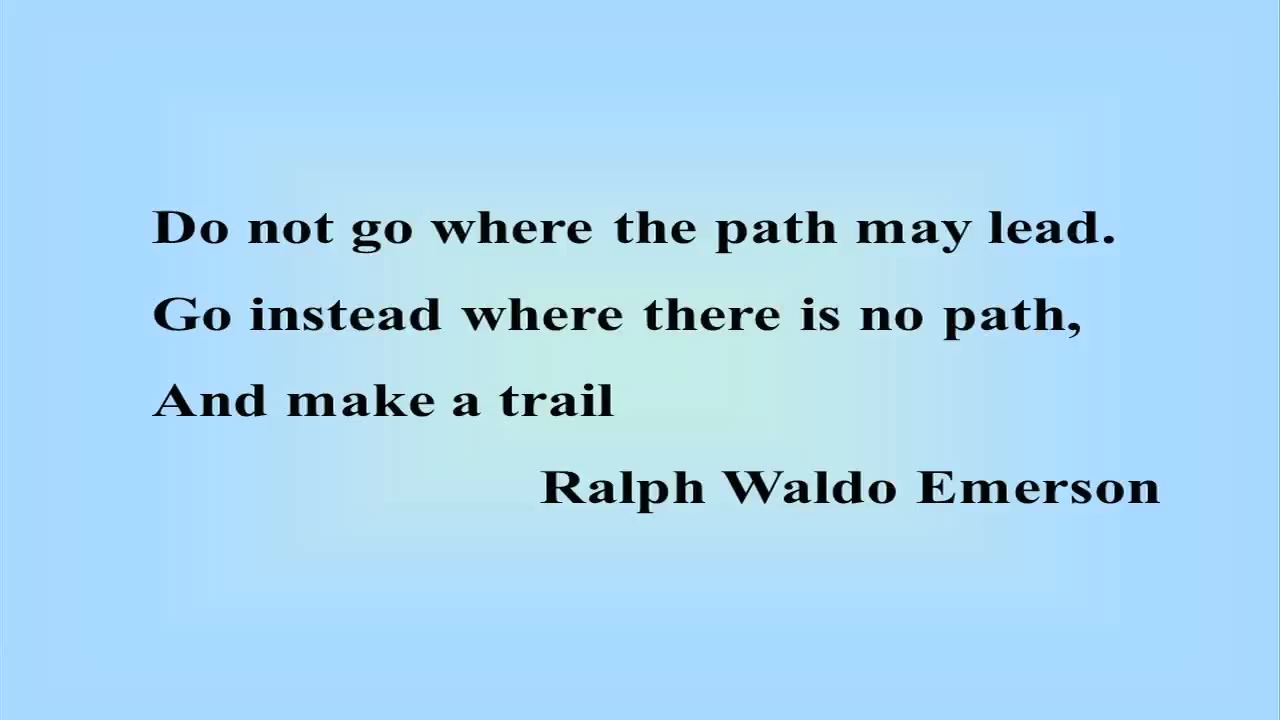 Do not go where the path may lead.
Go instead where there is no path,
And make a trail
Ralph Waldo Emerson